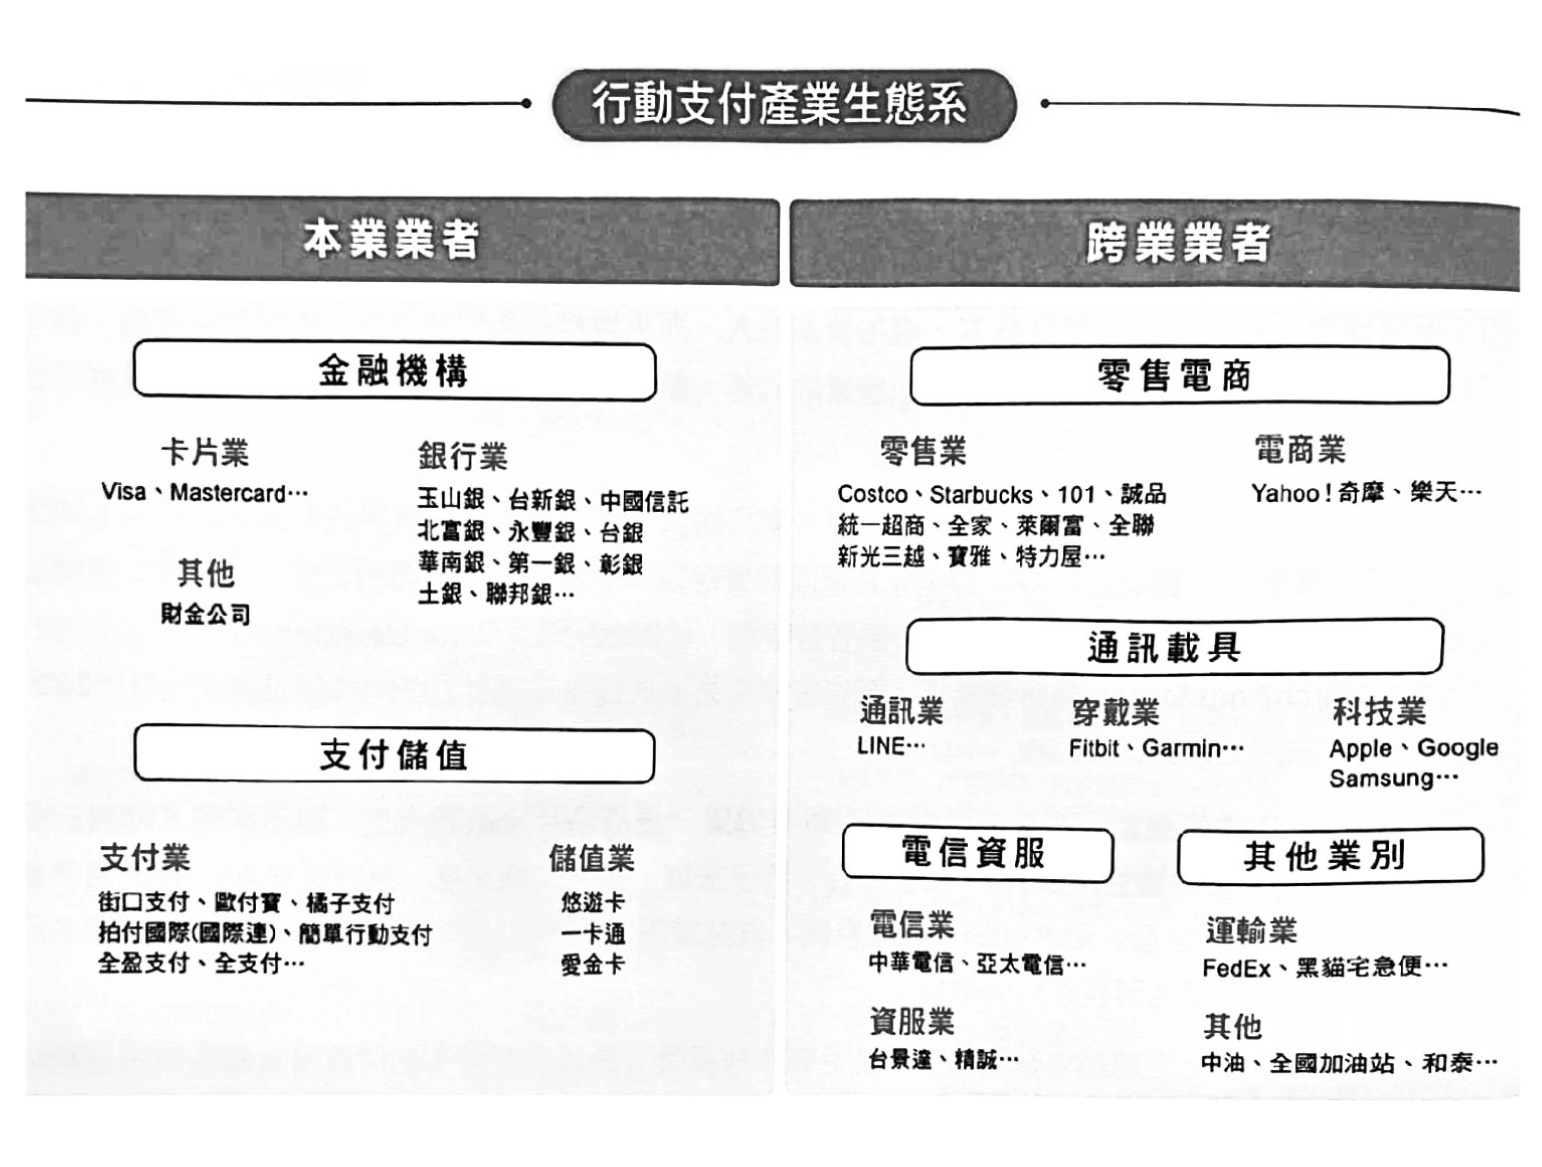 行動支付產業生態系
本業業者
金融機構
卡片業
Visa、Mastercard…
其他
財金公司
銀行業
玉山銀、台新銀、中國信託
北富銀、永豐銀、台銀
華南銀、第一銀、彰銀
土銀、聯邦銀…
支付儲值
支付業
街口支付、歐付寶、橘子支付
拍付國際(國際連)、簡單行動支付
全盈支付、全支付…
儲值業
悠遊卡
一卡通
愛金卡
跨業業者
零售電商
零售業
Costco、Starbucks、101、誠品
統一超商、全家、萊爾富、全聯
新光三越、寶雅、特力屋…
電商業
Yahoo!奇摩、樂天…
通訊載具
通訊業
LINE…
穿戴業
Fitbit、Garmin…
科技業
Apple、Google
Samsung…
電信資服
電信業
中華電信、亞太電信…
資服業
台景達、精誠…
其他業別
運輸業
FedEx、黑貓宅急便…
其他
中油、全國加油站、和泰…